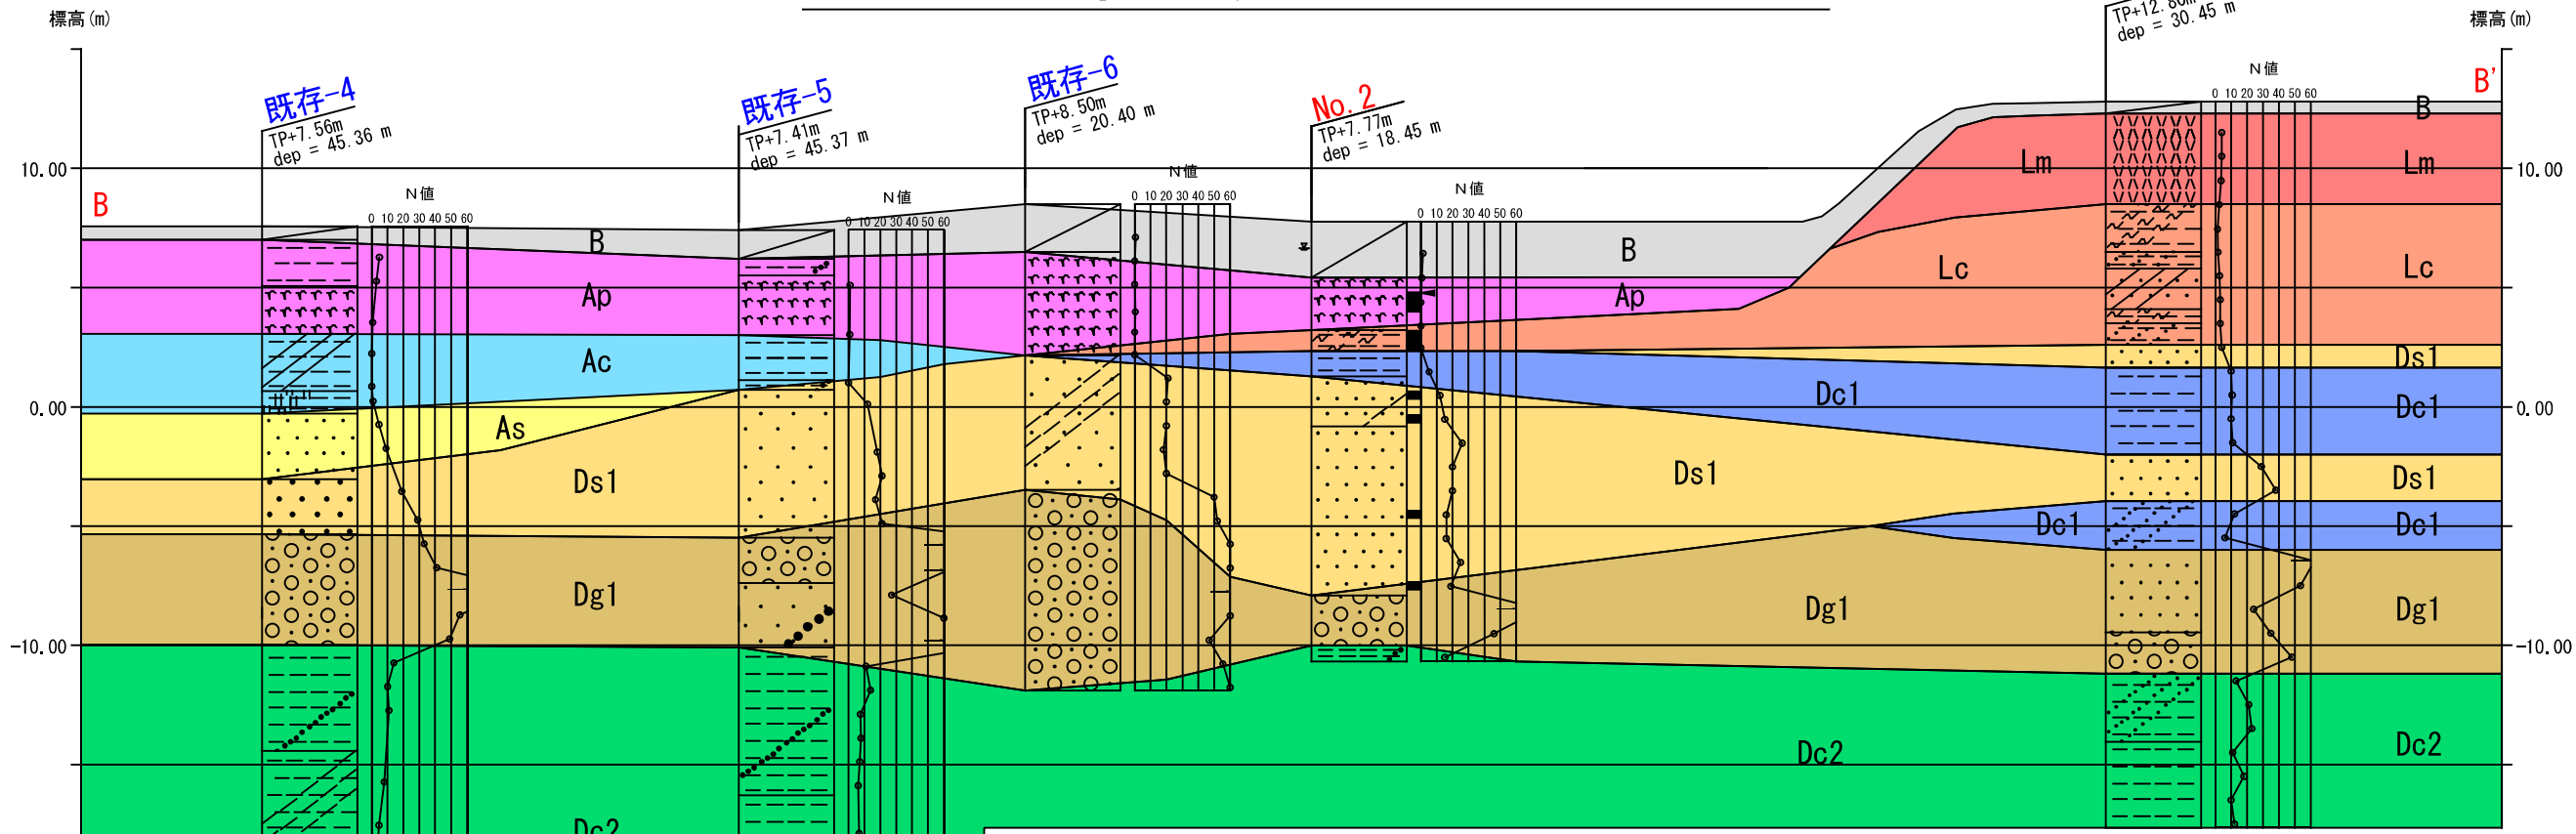 標高(m)
標高(m)
dep = 30.45 m
既存-4
TP+7.56m
dep = 45.36 m
既存-5
TP+7.41m
dep = 45.37 m
既存-6
TP+8.50m
dep = 20.40 m
No.2
TP+7.77m
dep = 18.45 m
N値
0 10 20 30 40 50 60
N値
0 10 20 30 40 50 60
N値
0 10 20 30 40 50 60
N値
0 10 20 30 40 50 60
N値
0 10 20 30 40 50 60
B
B'
10.00
10.00
B
B
B
Lm
Lm
Ap
Ap
Lc
Lc
Ac
Ds1
Dc1
Dc1
0.00
0.00
As
Ds1
Ds1
Ds1
Dc1
Dc1
Dg1
Dg1
Dg1
-10.00
-10.00
Dc2
Dc2
Dc2